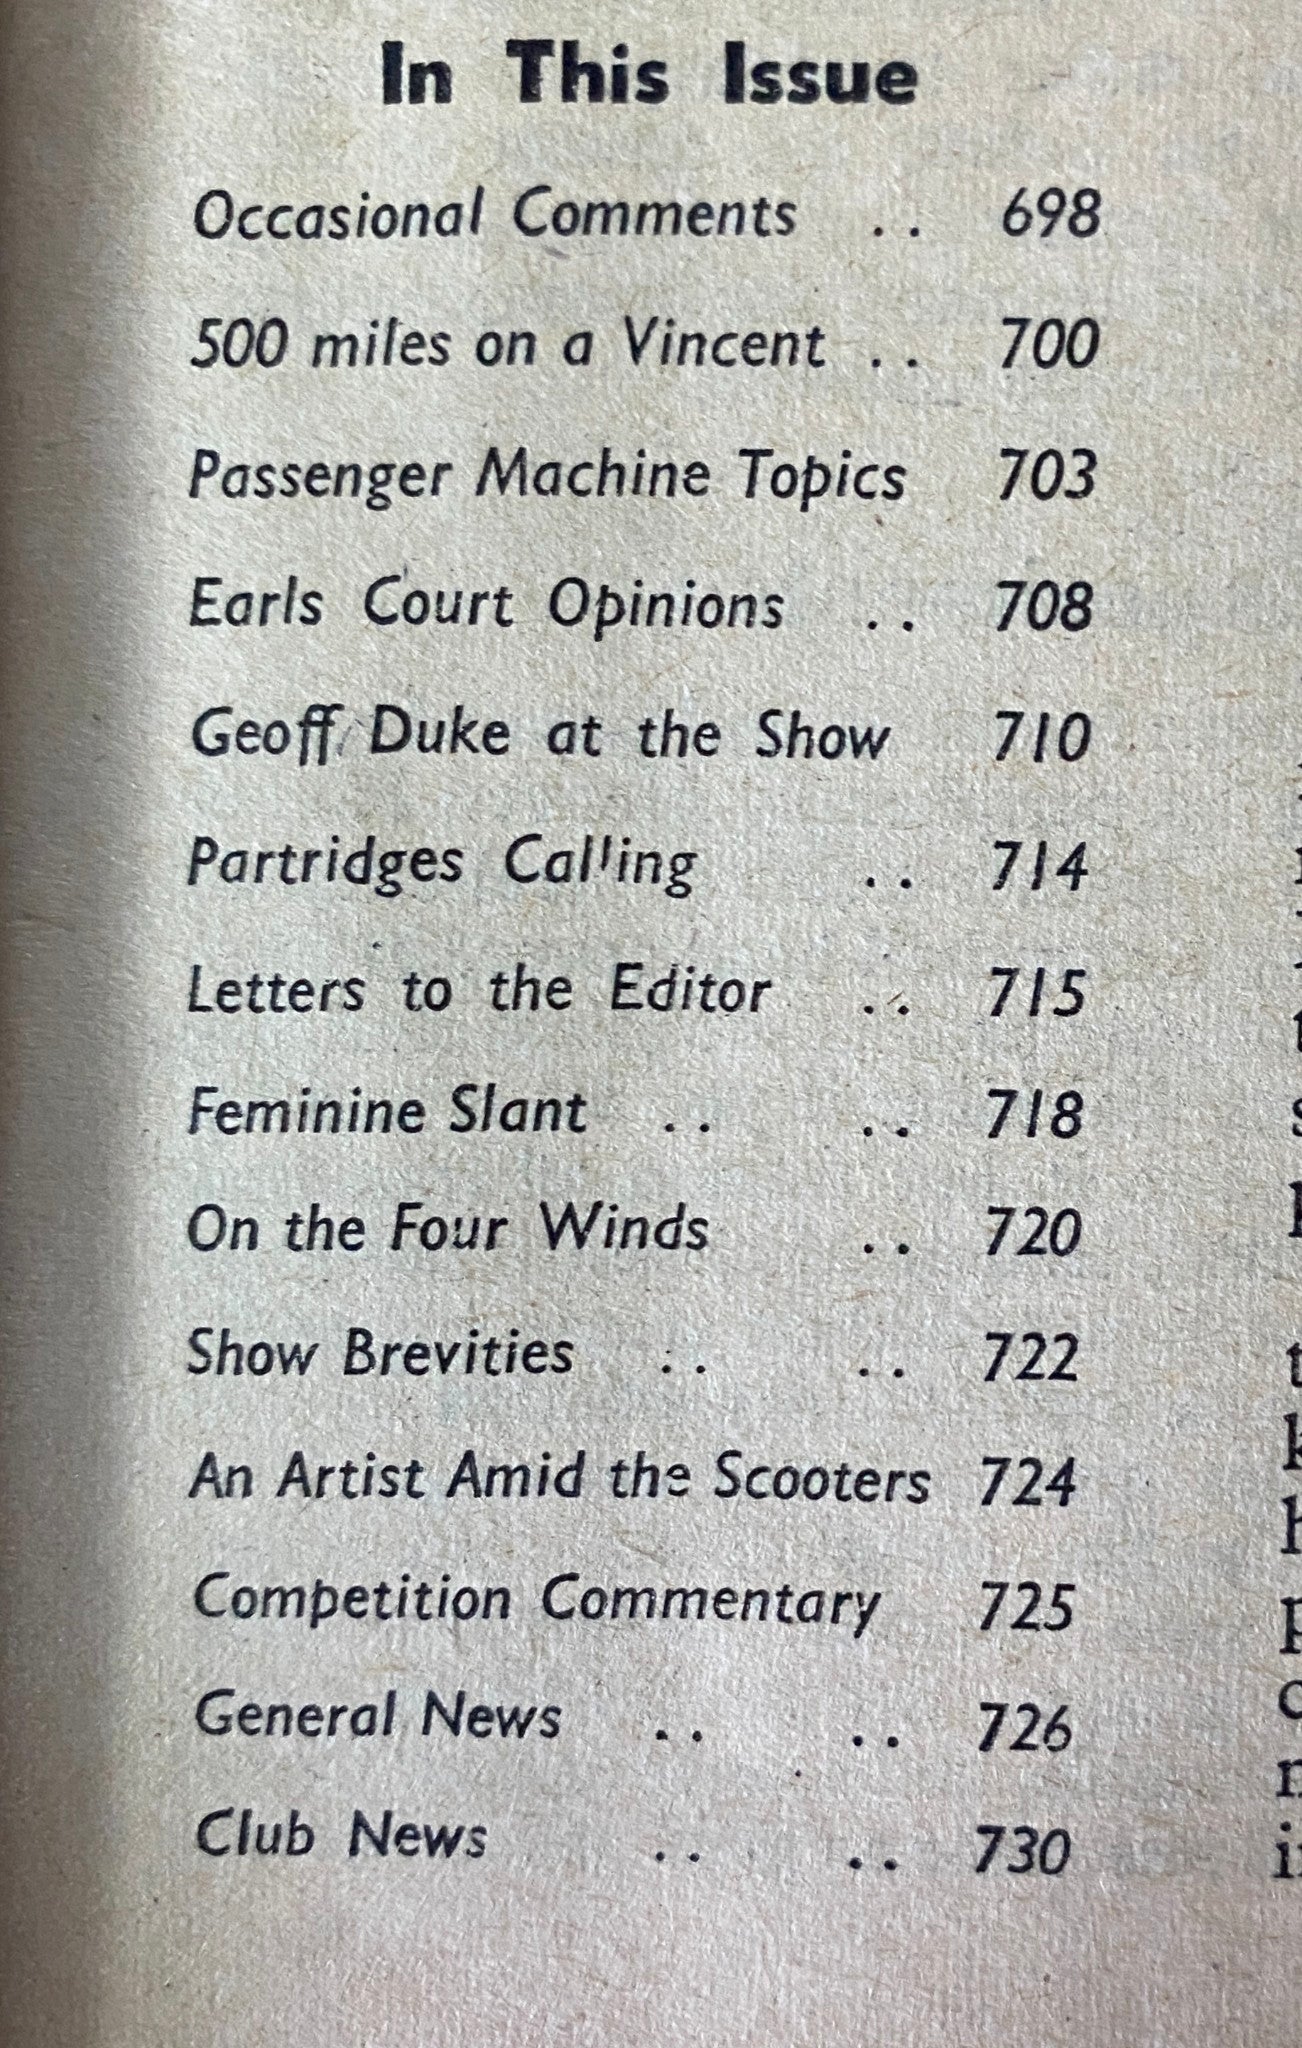 In This Issue
Occasional Comments .. 698
500 miles on a Vincent .. 700
Passenger Machine Topics 703
Earls Court Opinions .. 708
Geoff Duke at the Show 710
Partridges Calling .. 714
Letters to the Editor .. 715
Feminine Slant .. .. 718
On the Four Winds .. 720
Show Brevities .. .. 722
An Artist Amid the Scooters 724
Competition Commentary 725
General News .. .. 726
Club News .. .. 730